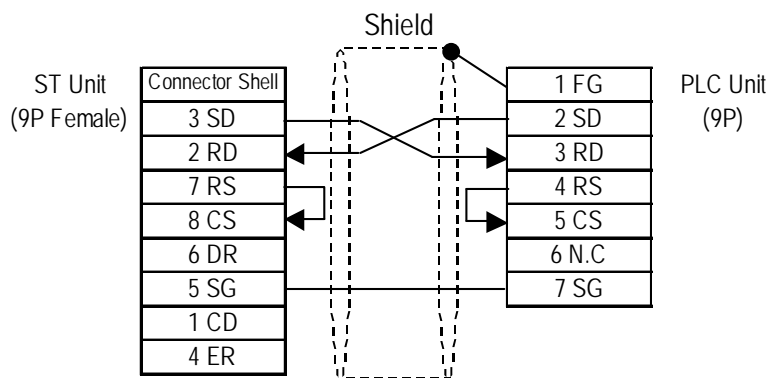 Shield
ST Unit
(9P Female)
Connector Shell
3 SD
2 RD
7 RS
8 CS
6 DR
5 SG
1 CD
4 ER
1 FG
2 SD
3 RD
4 RS
5 CS
6 N.C
7 SG
PLC Unit
(9P)